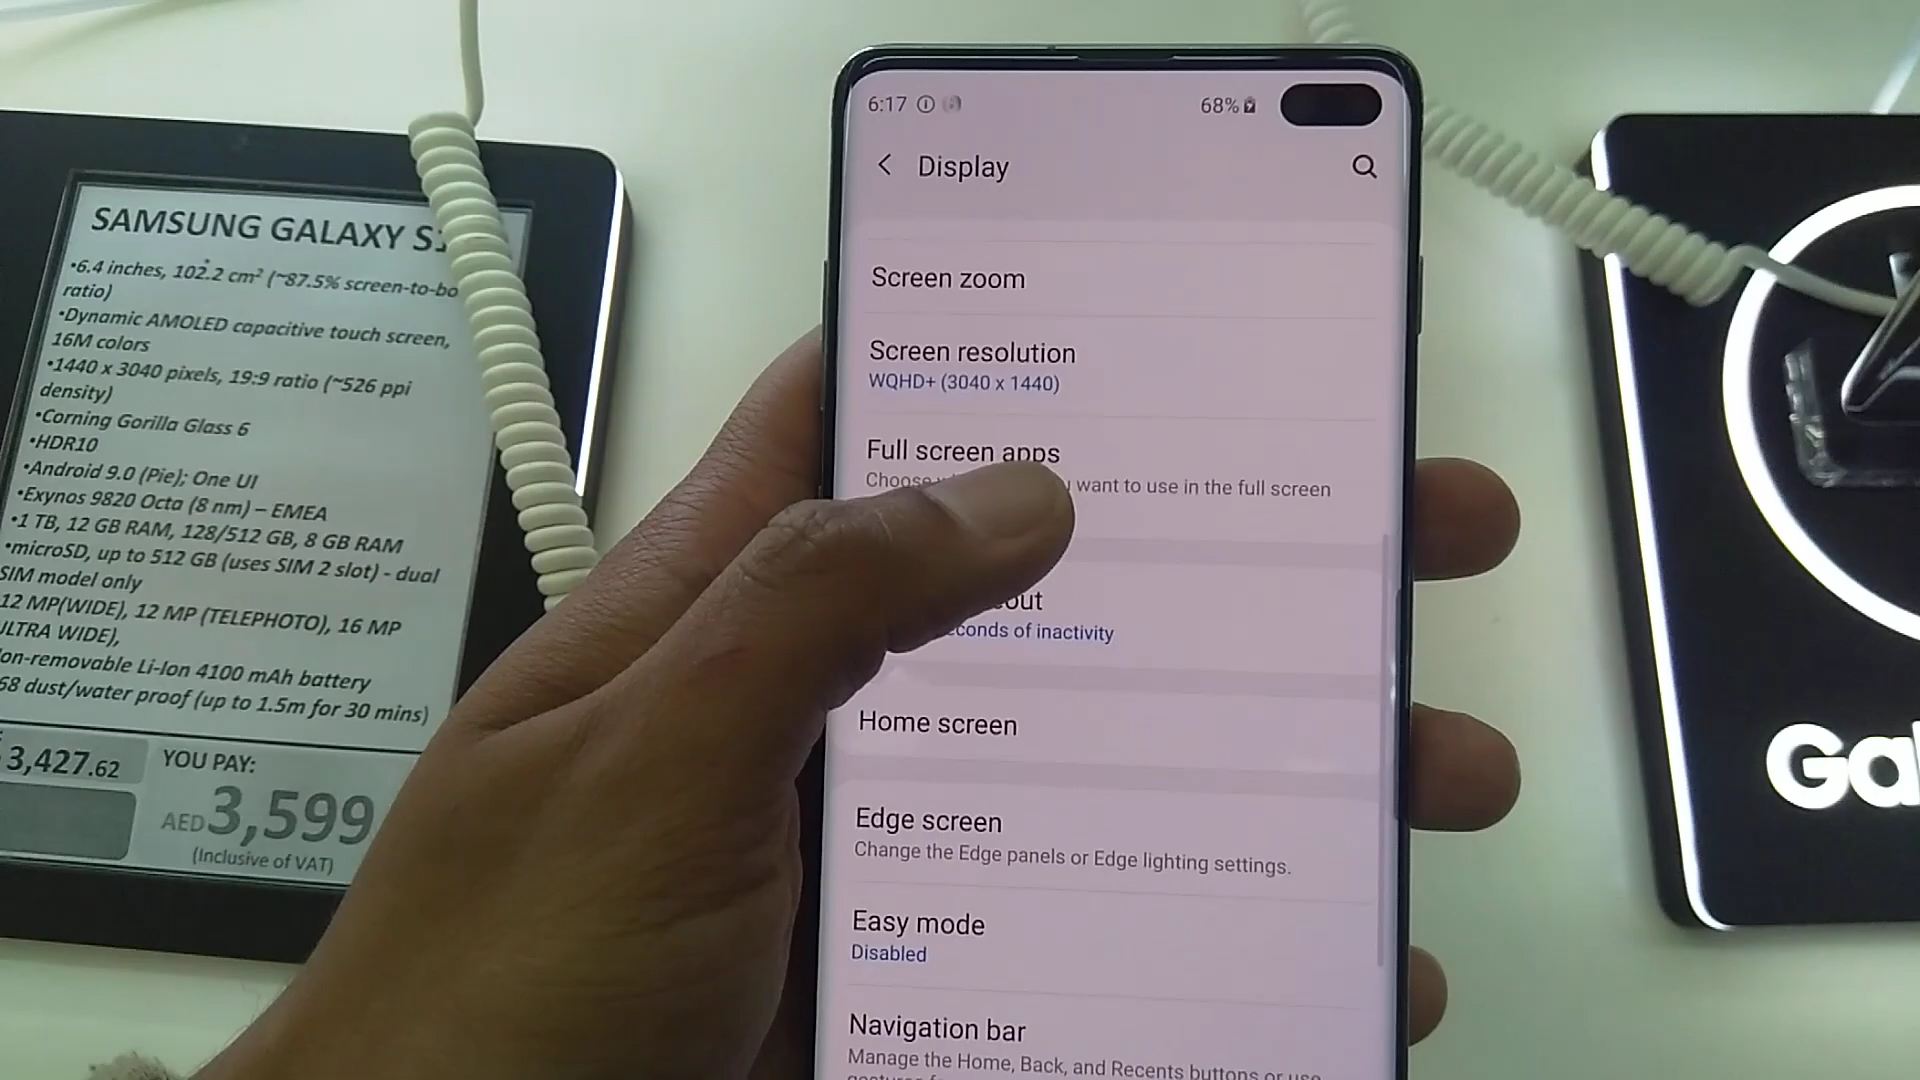 SAMSUNG GALAXY
•6.4 inches, 102.2 cm² (~87.5% screen-to-bo
ratio)
•Dynamic AMOLED capacitive touch screen,
16M colors
•1440 x 3040 pixels, 19:9 ratio (~526 ppi
density)
•Corning Gorilla Glass 6
•HDR10
•Android 9.0 (Pie); One UI
•Exynos 9820 Octa (8 nm) – EMEA
•1 TB, 12 GB RAM, 128/512 GB, 8 GB RAM
•microSD, up to 512 GB (uses SIM 2 slot) - dual
SIM model only
12 MP(WIDE), 12 MP (TELEPHOTO), 16 MP
ULTRA WIDE),
on-removable Li-Ion 4100 mAh battery
68 dust/water proof (up to 1.5m for 30 mins)
3,427.62
YOU PAY:
AED 3,599
(Inclusive of VAT)
6:17
68%
Display
Screen zoom
Screen resolution
WQHD+ (3040 x 1440)
Full screen apps
Choose want to use in the full screen
out
conds of inactivity
Home screen
Edge screen
Change the Edge panels or Edge lighting settings.
Easy mode
Disabled
Navigation bar
Manage the Home, Back, and Recents buttons or use
Gal